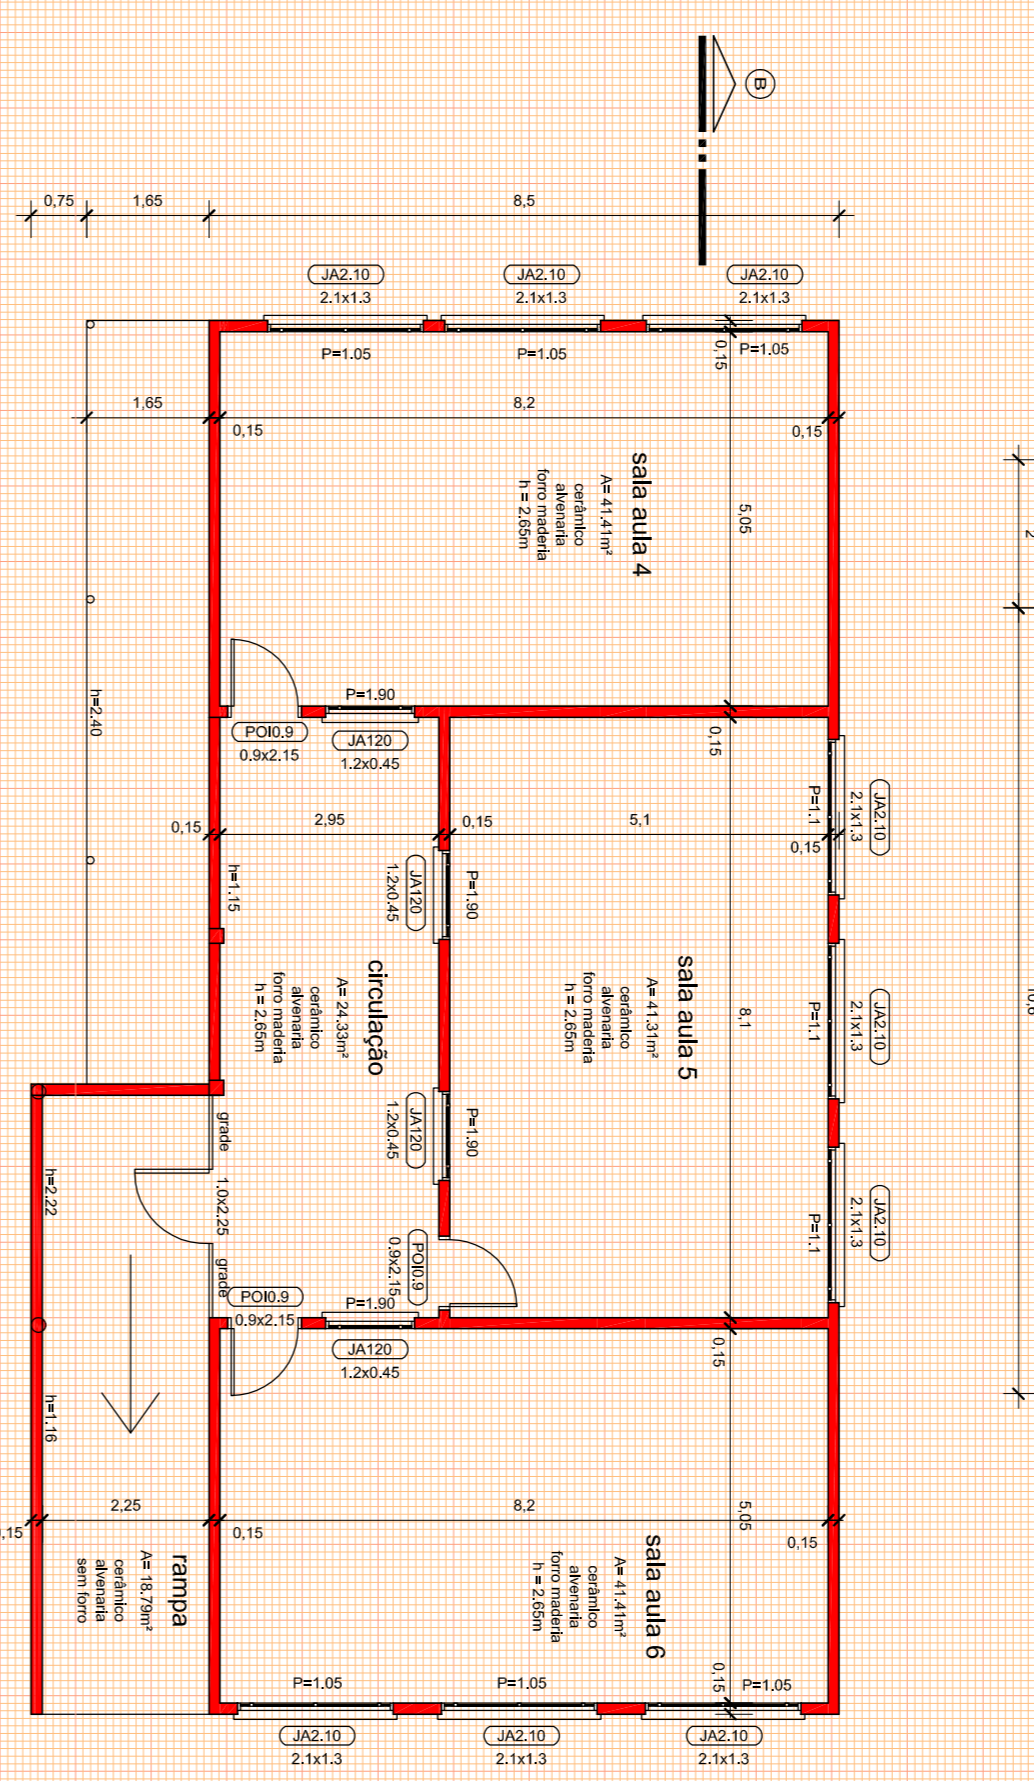 B
0,75
1,65
8,5
JA2.10
2.1x1.3
JA2.10
2.1x1.3
JA2.10
2.1x1.3
P=1.05
P=1.05
P=1.05
0,15
1,65
8,2
0,15
0,15
sala aula 4
A= 41.41m²
cerâmico
alvenaria
forro maderia
h = 2.65m
5,05
2
h=2.40
P=1.90
POI0.9
0.9x2.15
JA120
1.2x0.45
0,15
0,15
2,95
0,15
5,1
0,15
h=1.15
JA120
1.2x0.45
P=1.90
P=1.1
JA2.10
2.1x1.3
circulação
A= 24.33m²
cerâmico
alvenaria
forro maderia
h = 2.65m
sala aula 5
A= 41.31m²
cerâmico
alvenaria
forro maderia
h = 2.65m
8,1
P=1.1
JA2.10
2.1x1.3
grade
1.0x2.25
grade
JA120
1.2x0.45
P=1.90
P=1.1
JA2.10
2.1x1.3
h=2.22
POI0.9
0.9x2.15
POI0.9
0.9x2.15
P=1.90
JA120
1.2x0.45
0,15
h=1.16
2,25
0,15
8,2
5,05
0,15
,15
rampa
A= 18.79m²
cerâmico
alvenaria
sem forro
sala aula 6
A= 41.41m²
cerâmico
alvenaria
forro maderia
h = 2.65m
0,15
P=1.05
P=1.05
P=1.05
JA2.10
2.1x1.3
JA2.10
2.1x1.3
JA2.10
2.1x1.3